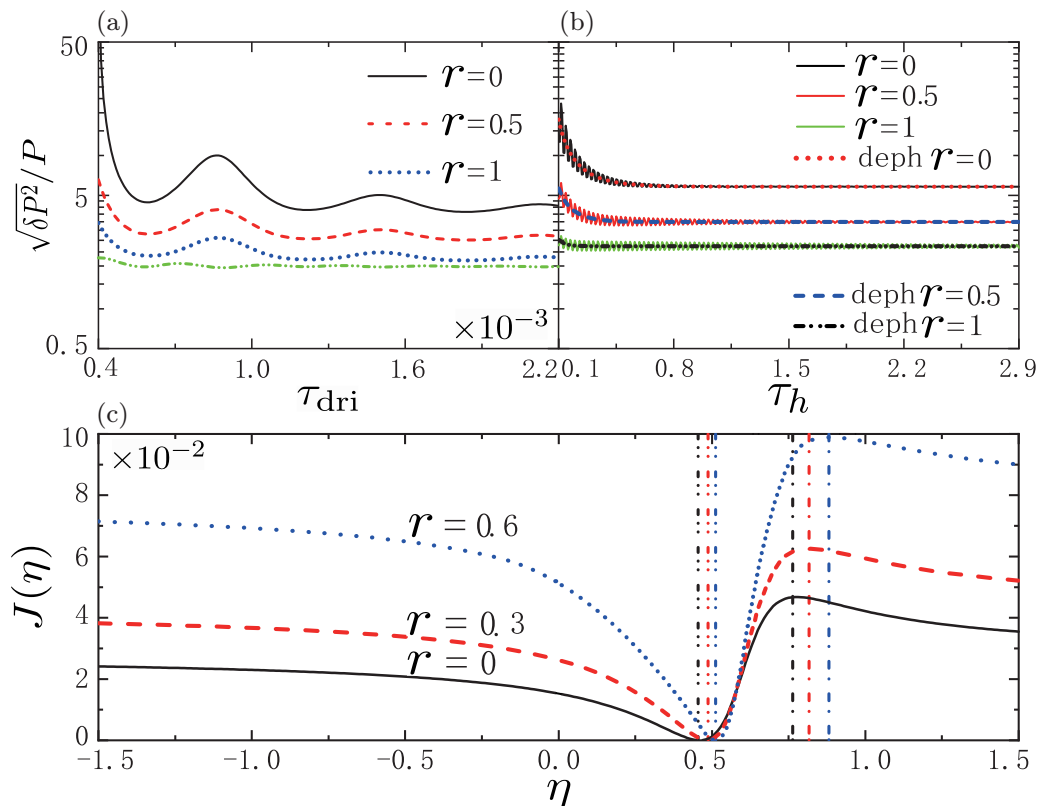 (a)
50
5
0.5
√δP²/P
r=0
r=0.5
r=1
×10⁻³
0.4 1.0 1.6 2.2
τdri
(b)
r=0
r=0.5
r=1
deph r=0
deph r=0.5
deph r=1
0.1 0.8 1.5 2.2 2.9
τh
(c)
×10⁻²
10
8
6
4
2
0
J(η)
r=0.6
r=0.3
r=0
-1.5 -1.0 -0.5 0.0 0.5 1.0 1.5
η